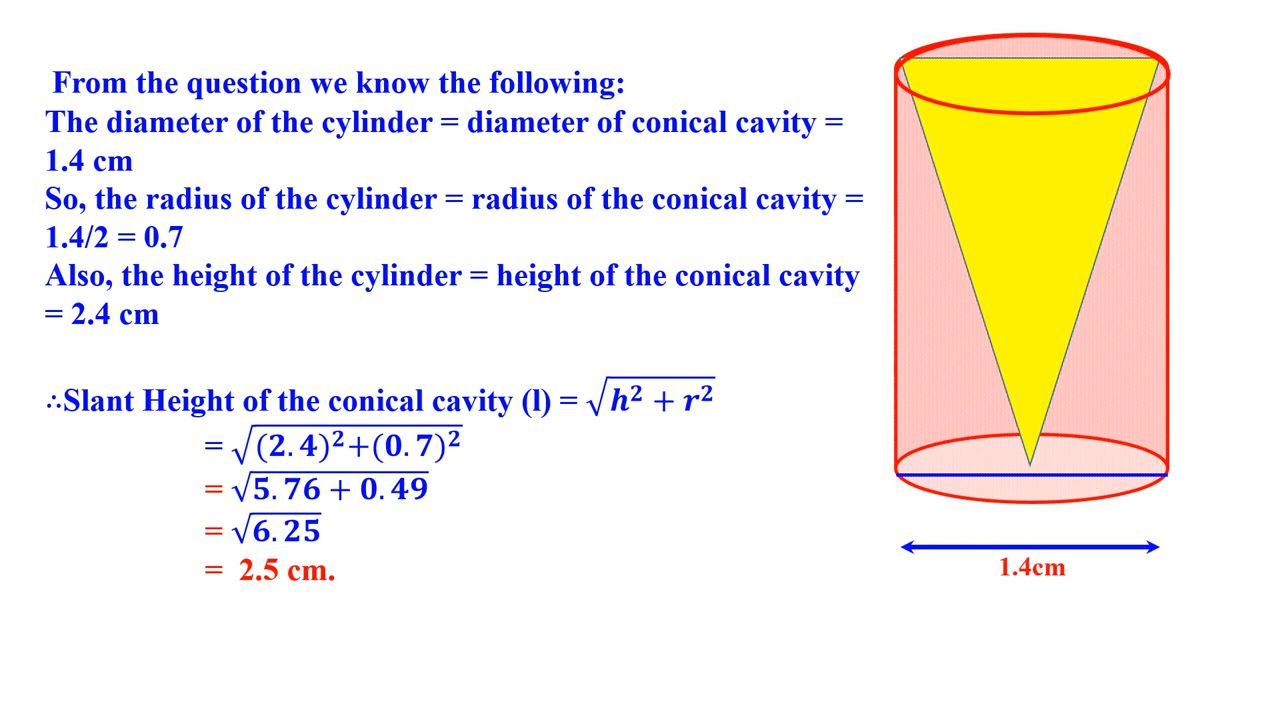 From the question we know the following:
The diameter of the cylinder = diameter of conical cavity =
1.4 cm
So, the radius of the cylinder = radius of the conical cavity =
1.4/2 = 0.7
Also, the height of the cylinder = height of the conical cavity
= 2.4 cm
∴Slant Height of the conical cavity (l) = √(h² + r²)
= √((2.4)²+(0.7)²)
= √(5.76 + 0.49)
= √6.25
= 2.5 cm.
1.4cm